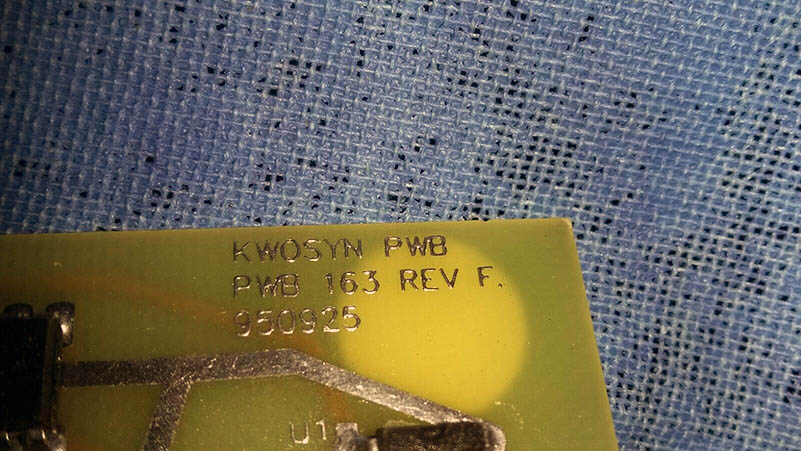 KWOSYN PWB
PWB 163 REV F.
950925
U1